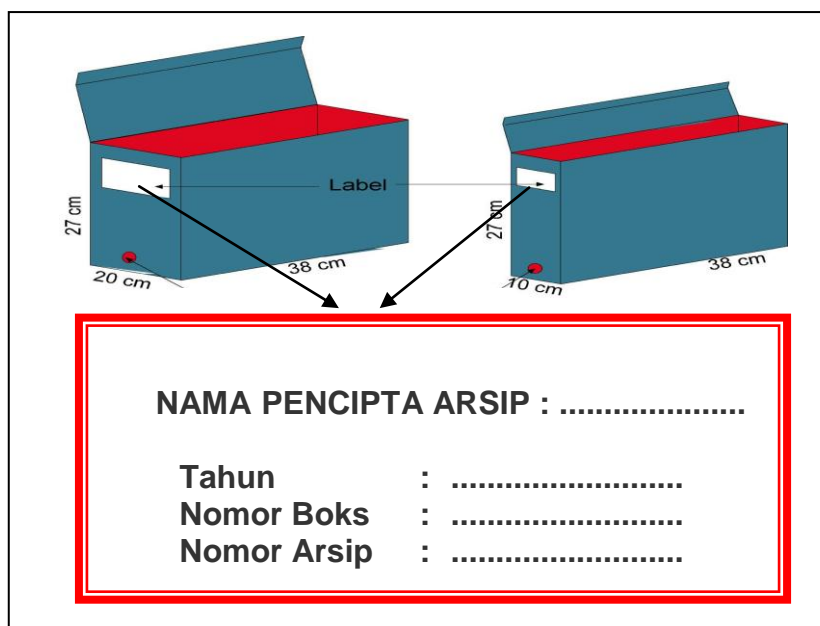 Label
27 cm
20 cm
38 cm
27 cm
10 cm
38 cm
NAMA PENCIPTA ARSIP : .....................
Tahun : ..........................
Nomor Boks : ..........................
Nomor Arsip : ..........................